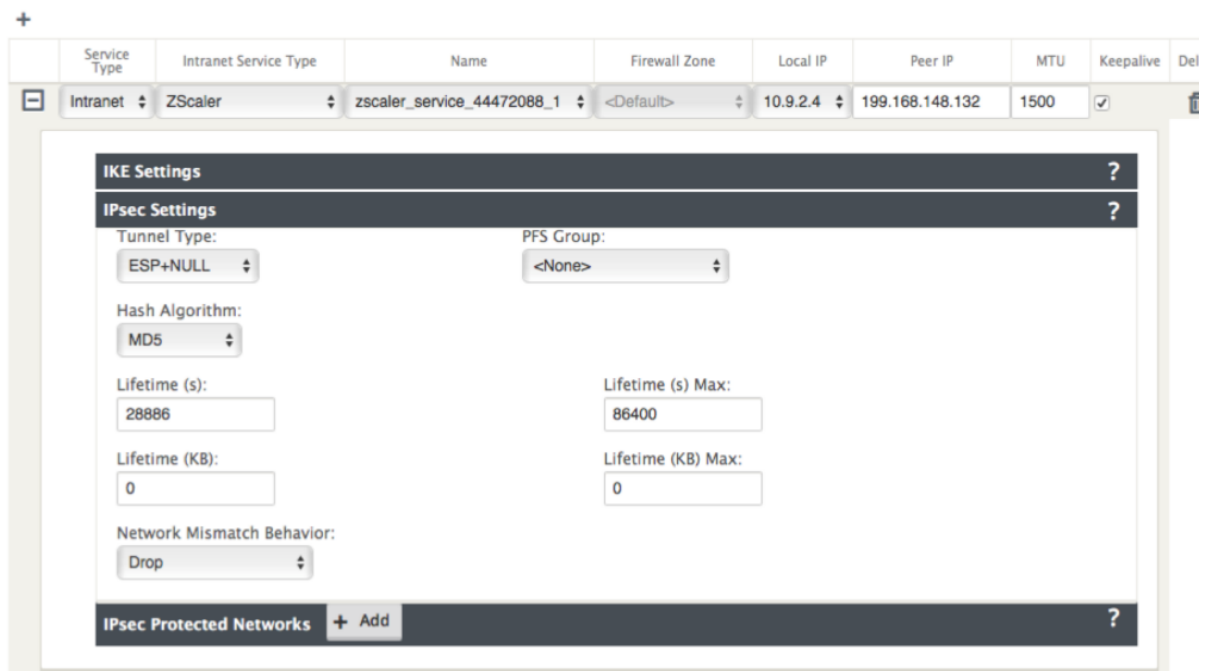 +
Service Type Intranet Service Type Name Firewall Zone Local IP Peer IP MTU Keepalive Del
Intranet ZScaler zscaler_service_44472088_1 <Default> 10.9.2.4 199.168.148.132 1500
IKE Settings ?
IPsec Settings ?
Tunnel Type: PFS Group:
ESP+NULL <None>
Hash Algorithm:
MD5
Lifetime (s): Lifetime (s) Max:
28886 86400
Lifetime (KB): Lifetime (KB) Max:
0 0
Network Mismatch Behavior:
Drop
IPsec Protected Networks + Add ?